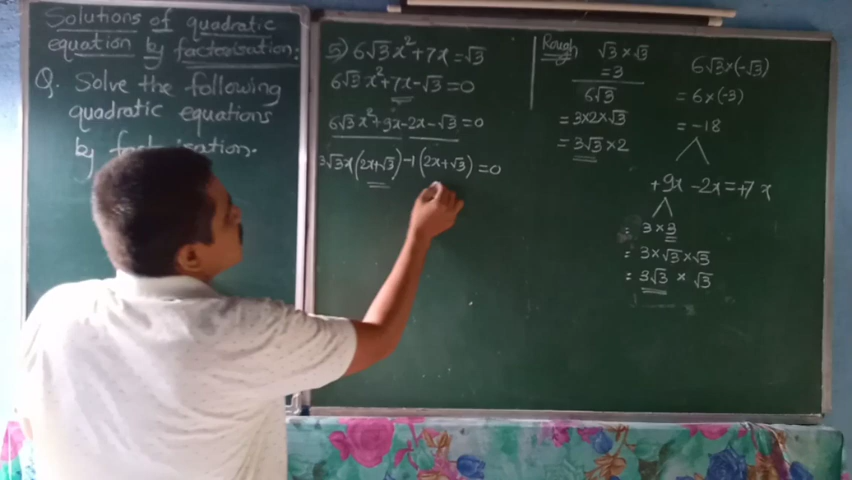 Solutions of quadratic
equation by factorisation:
Q. Solve the following
quadratic equations
by factorisation.
5) 6√3x² + 7x = √3
6√3x² + 7x - √3 = 0
6√3x² + 9x - 2x - √3 = 0
3√3x(2x+√3) - 1(2x+√3) = 0
Rough
√3 × √3
= 3
6√3
= 3×2×√3
= 3√3 × 2
6√3 × (-√3)
= 6 × (-3)
= -18
+9x - 2x = +7x
= 3 × 3
= 3 × √3 × √3
= 3√3 × √3